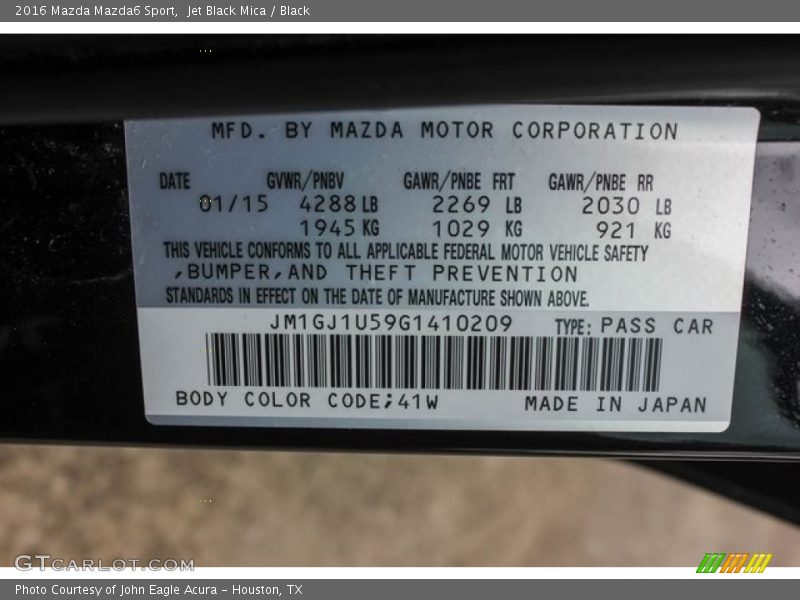 2016 Mazda Mazda6 Sport,  Jet Black Mica / Black
MFD. BY MAZDA MOTOR CORPORATION
DATE GVWR/PNBV GAWR/PNBE FRT GAWR/PNBE RR
01/15 4288 LB 2269 LB 2030 LB
1945 KG 1029 KG 921 KG
THIS VEHICLE CONFORMS TO ALL APPLICABLE FEDERAL MOTOR VEHICLE SAFETY
,BUMPER,AND THEFT PREVENTION
STANDARDS IN EFFECT ON THE DATE OF MANUFACTURE SHOWN ABOVE.
JM1GJ1U59G1410209 TYPE: PASS CAR
BODY COLOR CODE;41W MADE IN JAPAN
GTCARLOT.COM
Photo Courtesy of John Eagle Acura - Houston, TX